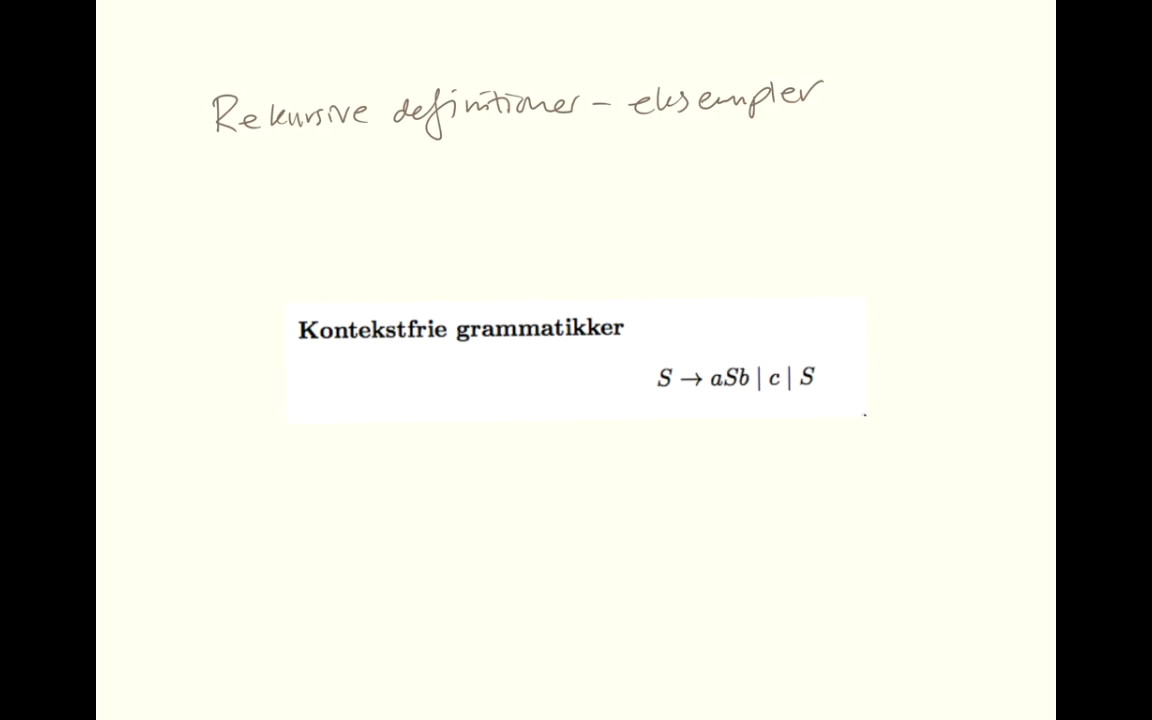 Rekursive definitioner – eksempler
Kontekstfrie grammatikker
S → aSb | c | S